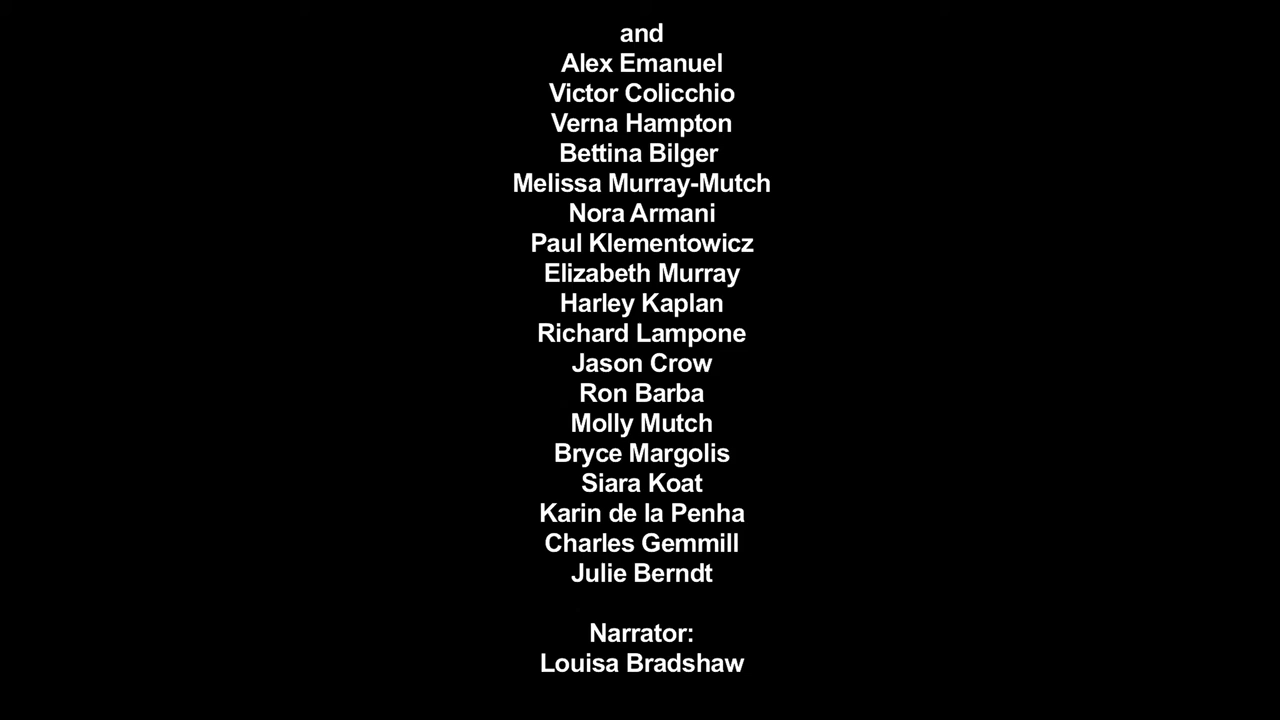 and
Alex Emanuel
Victor Colicchio
Verna Hampton
Bettina Bilger
Melissa Murray-Mutch
Nora Armani
Paul Klementowicz
Elizabeth Murray
Harley Kaplan
Richard Lampone
Jason Crow
Ron Barba
Molly Mutch
Bryce Margolis
Siara Koat
Karin de la Penha
Charles Gemmill
Julie Berndt
Narrator:
Louisa Bradshaw